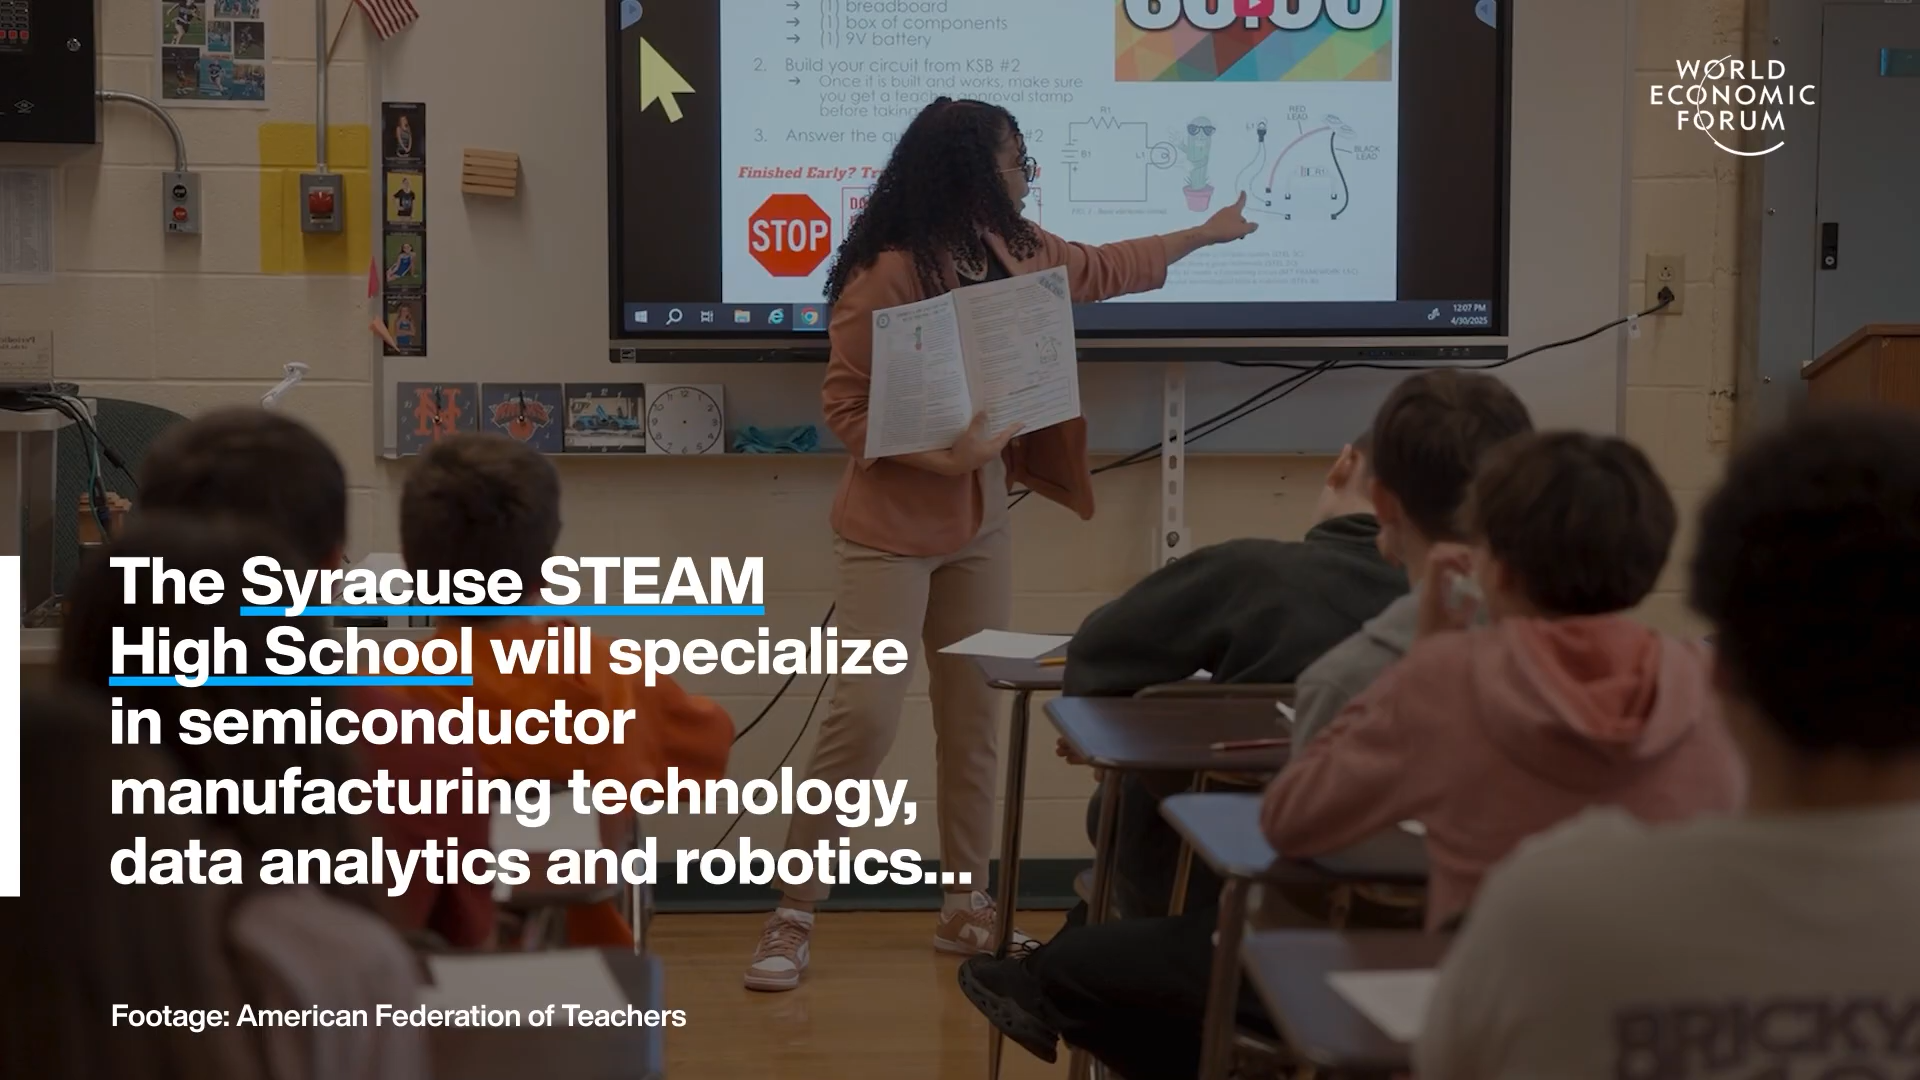 (1) breadboard
(1) box of components
(1) 9V battery
2. Build your circuit from KSB #2
Once it is built and works, make sure
you get a teacher approval stamp
before taking
3. Answer the
#2
Finished Early?
STOP
R1
B1
L1
RED
LEAD
L1
BLACK
LEAD
R1
12:07 PM
4/30/2025
WORLD
ECONOMIC
FORUM
The Syracuse STEAM
High School will specialize
in semiconductor
manufacturing technology,
data analytics and robotics...
Footage: American Federation of Teachers
BRICKY